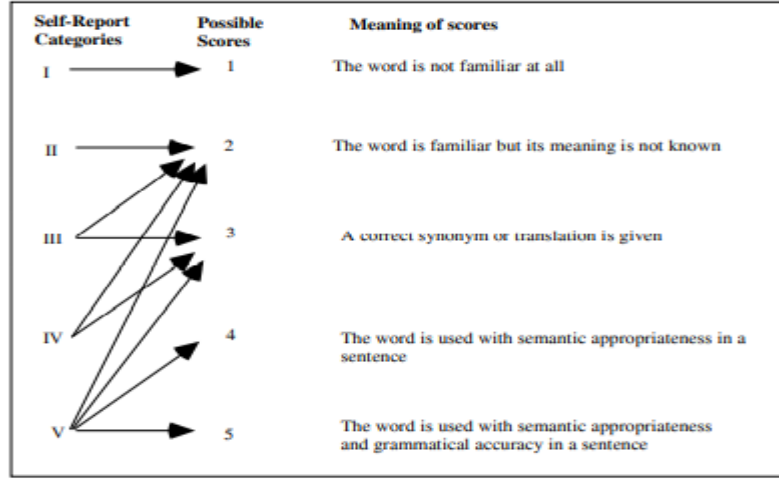 Self-Report Categories Possible Scores Meaning of scores
I 1 The word is not familiar at all
II 2 The word is familiar but its meaning is not known
III 3 A correct synonym or translation is given
IV 4 The word is used with semantic appropriateness in a
sentence
V 5 The word is used with semantic appropriateness
and grammatical accuracy in a sentence